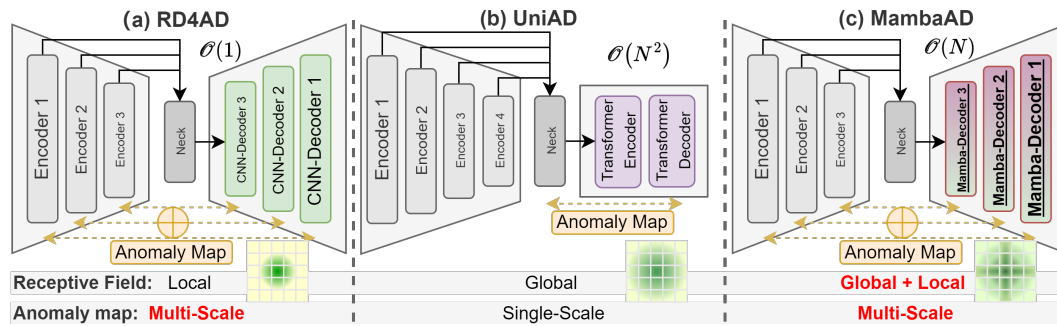 (a) RD4AD
𝒪(1)
Encoder 1
Encoder 2
Encoder 3
Neck
CNN-Decoder 3
CNN-Decoder 2
CNN-Decoder 1
Anomaly Map
(b) UniAD
𝒪(N²)
Encoder 1
Encoder 2
Encoder 3
Encoder 4
Neck
Transformer
Encoder
Transformer
Decoder
Anomaly Map
(c) MambaAD
𝒪(N)
Encoder 1
Encoder 2
Encoder 3
Neck
Mamba-Decoder 3
Mamba-Decoder 2
Mamba-Decoder 1
Anomaly Map
Receptive Field: Local Global Global + Local
Anomaly map: Multi-Scale Single-Scale Multi-Scale